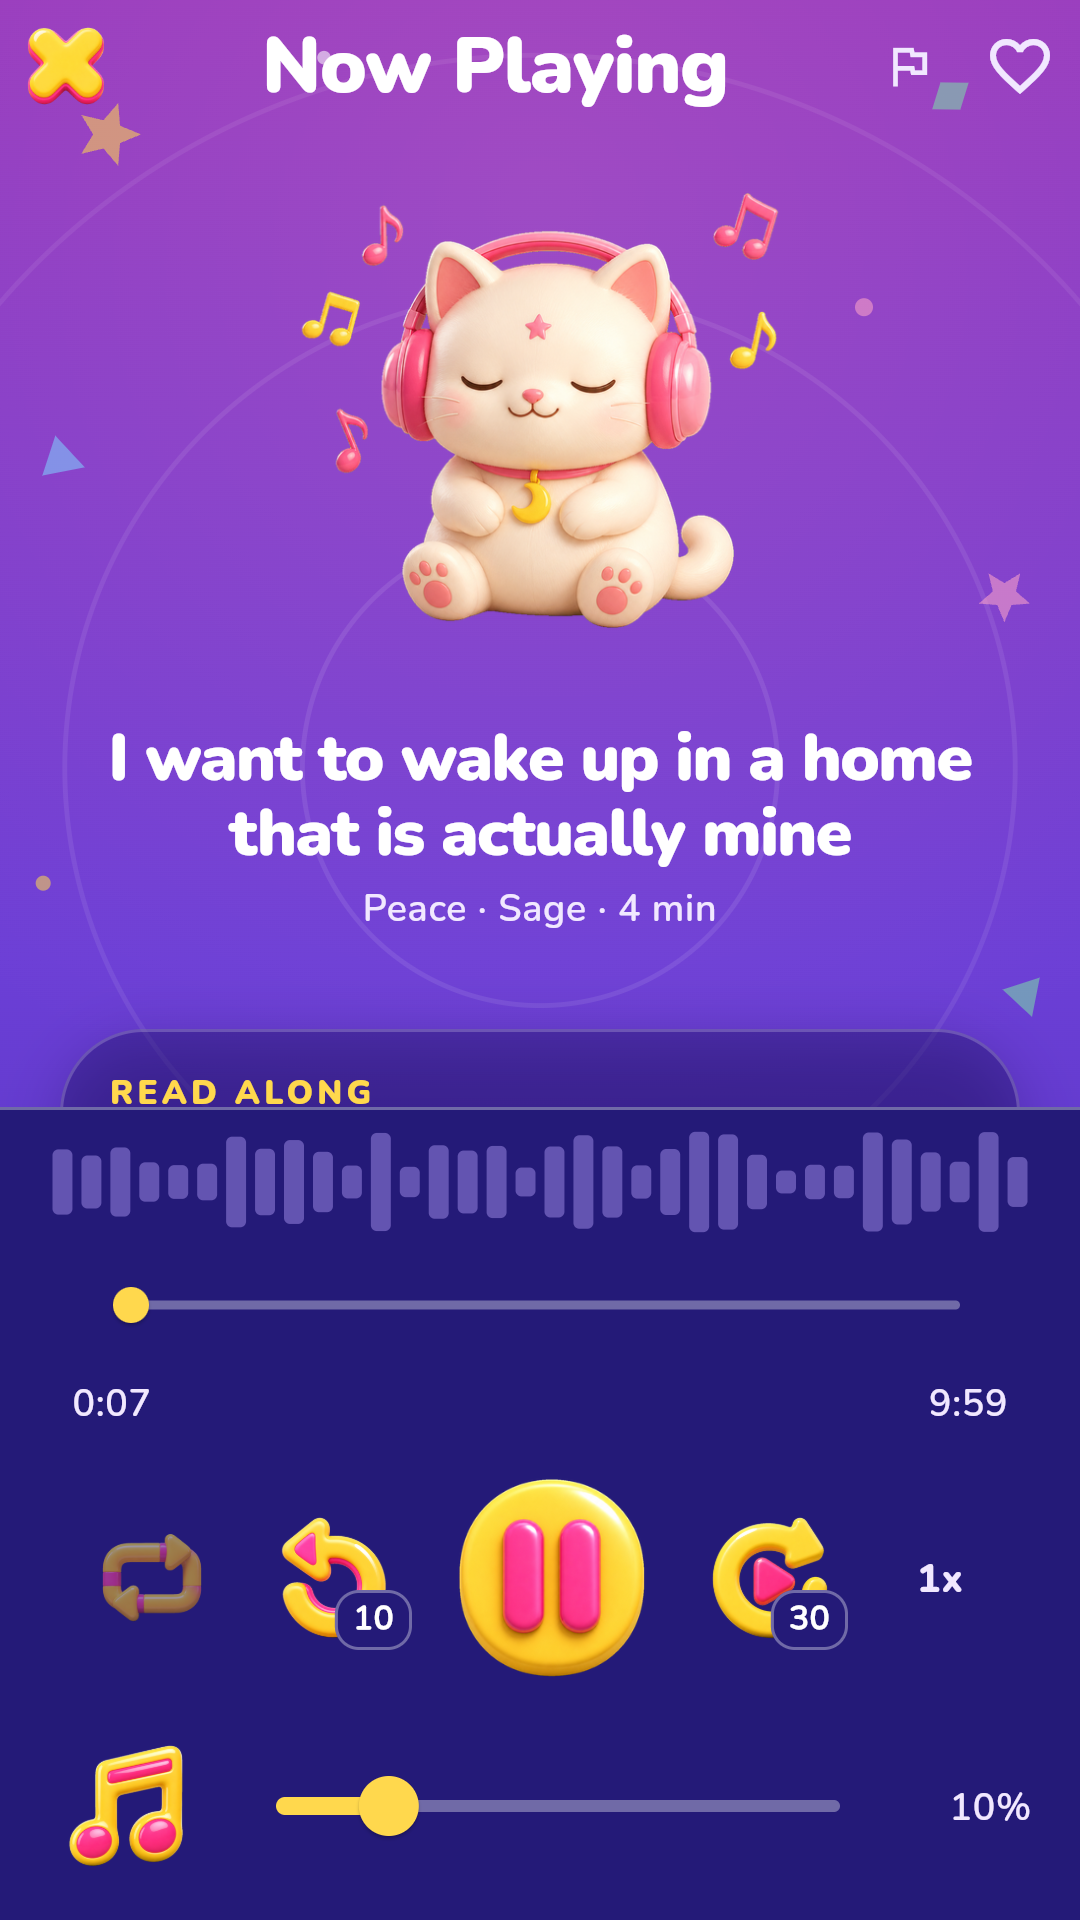 Now Playing
I want to wake up in a home
that is actually mine
Peace · Sage · 4 min
READ ALONG
0:07
9:59
10
30
1x
10%